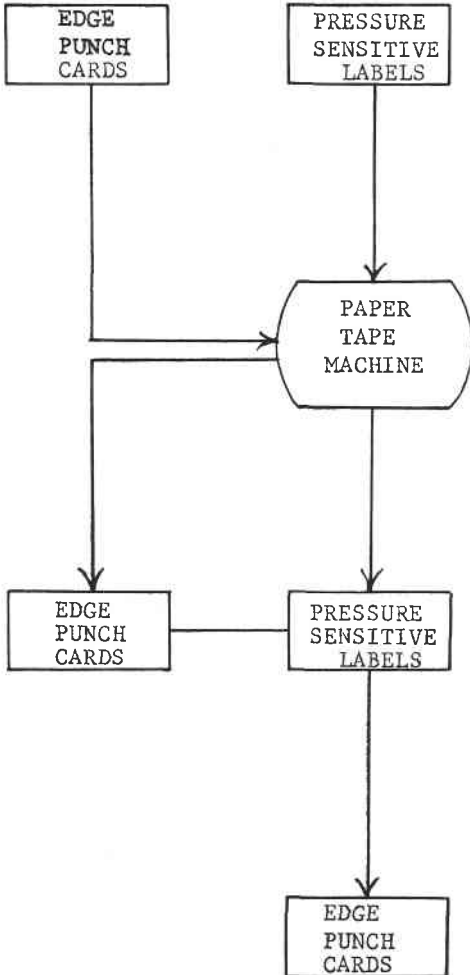 EDGE
PUNCH
CARDS
PRESSURE
SENSITIVE
LABELS
PAPER
TAPE
MACHINE
EDGE
PUNCH
CARDS
PRESSURE
SENSITIVE
LABELS
EDGE
PUNCH
CARDS